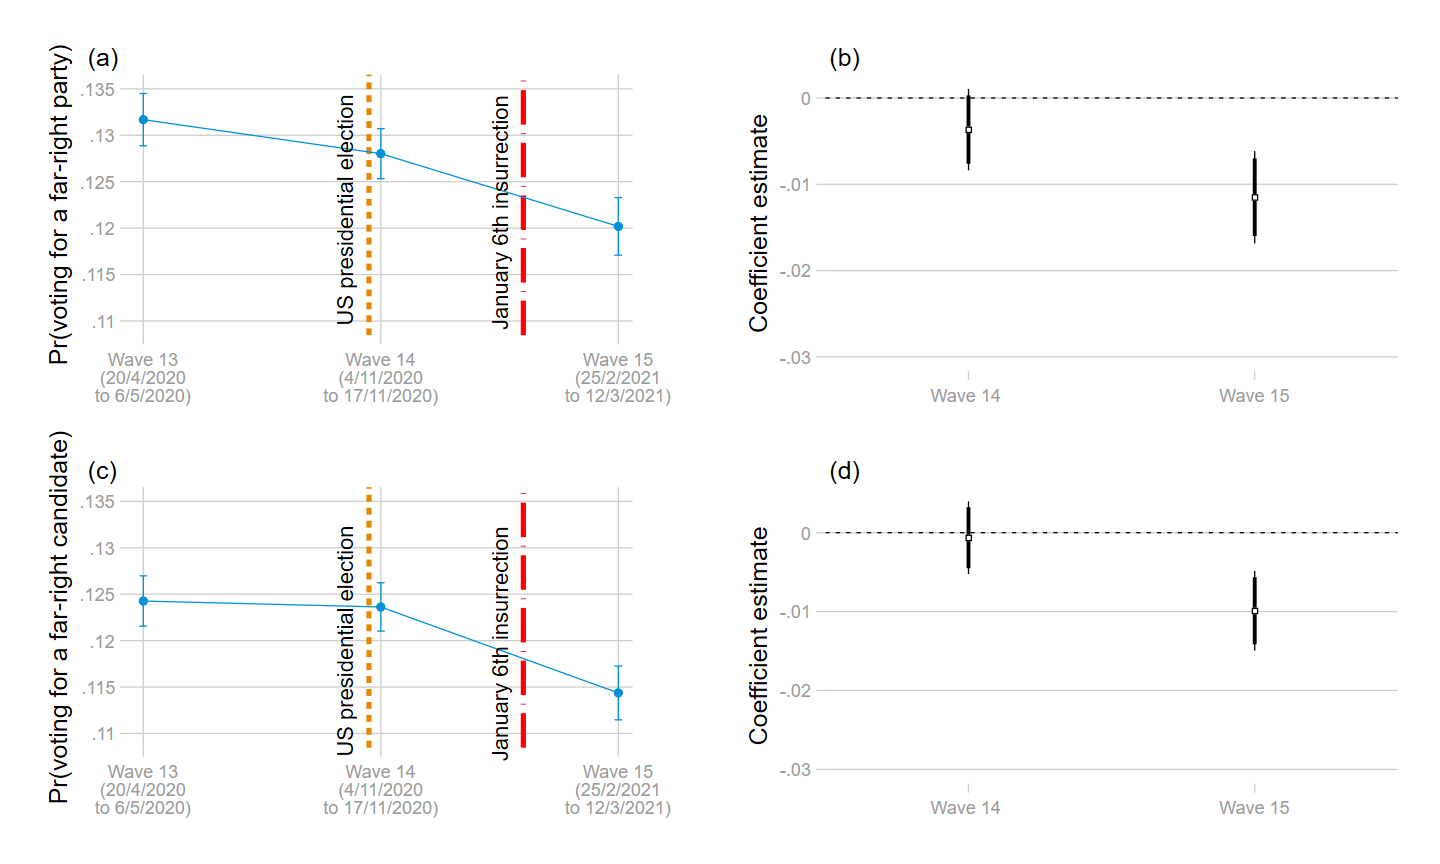 (a)
Pr(voting for a far-right party)
.135
.13
.125
.12
.115
.11
US presidential election
January 6th insurrection
Wave 13
(20/4/2020
to 6/5/2020)
Wave 14
(4/11/2020
to 17/11/2020)
Wave 15
(25/2/2021
to 12/3/2021)
(b)
Coefficient estimate
0
-.01
-.02
-.03
Wave 14
Wave 15
(c)
Pr(voting for a far-right candidate)
.135
.13
.125
.12
.115
.11
US presidential election
January 6th insurrection
Wave 13
(20/4/2020
to 6/5/2020)
Wave 14
(4/11/2020
to 17/11/2020)
Wave 15
(25/2/2021
to 12/3/2021)
(d)
Coefficient estimate
0
-.01
-.02
-.03
Wave 14
Wave 15